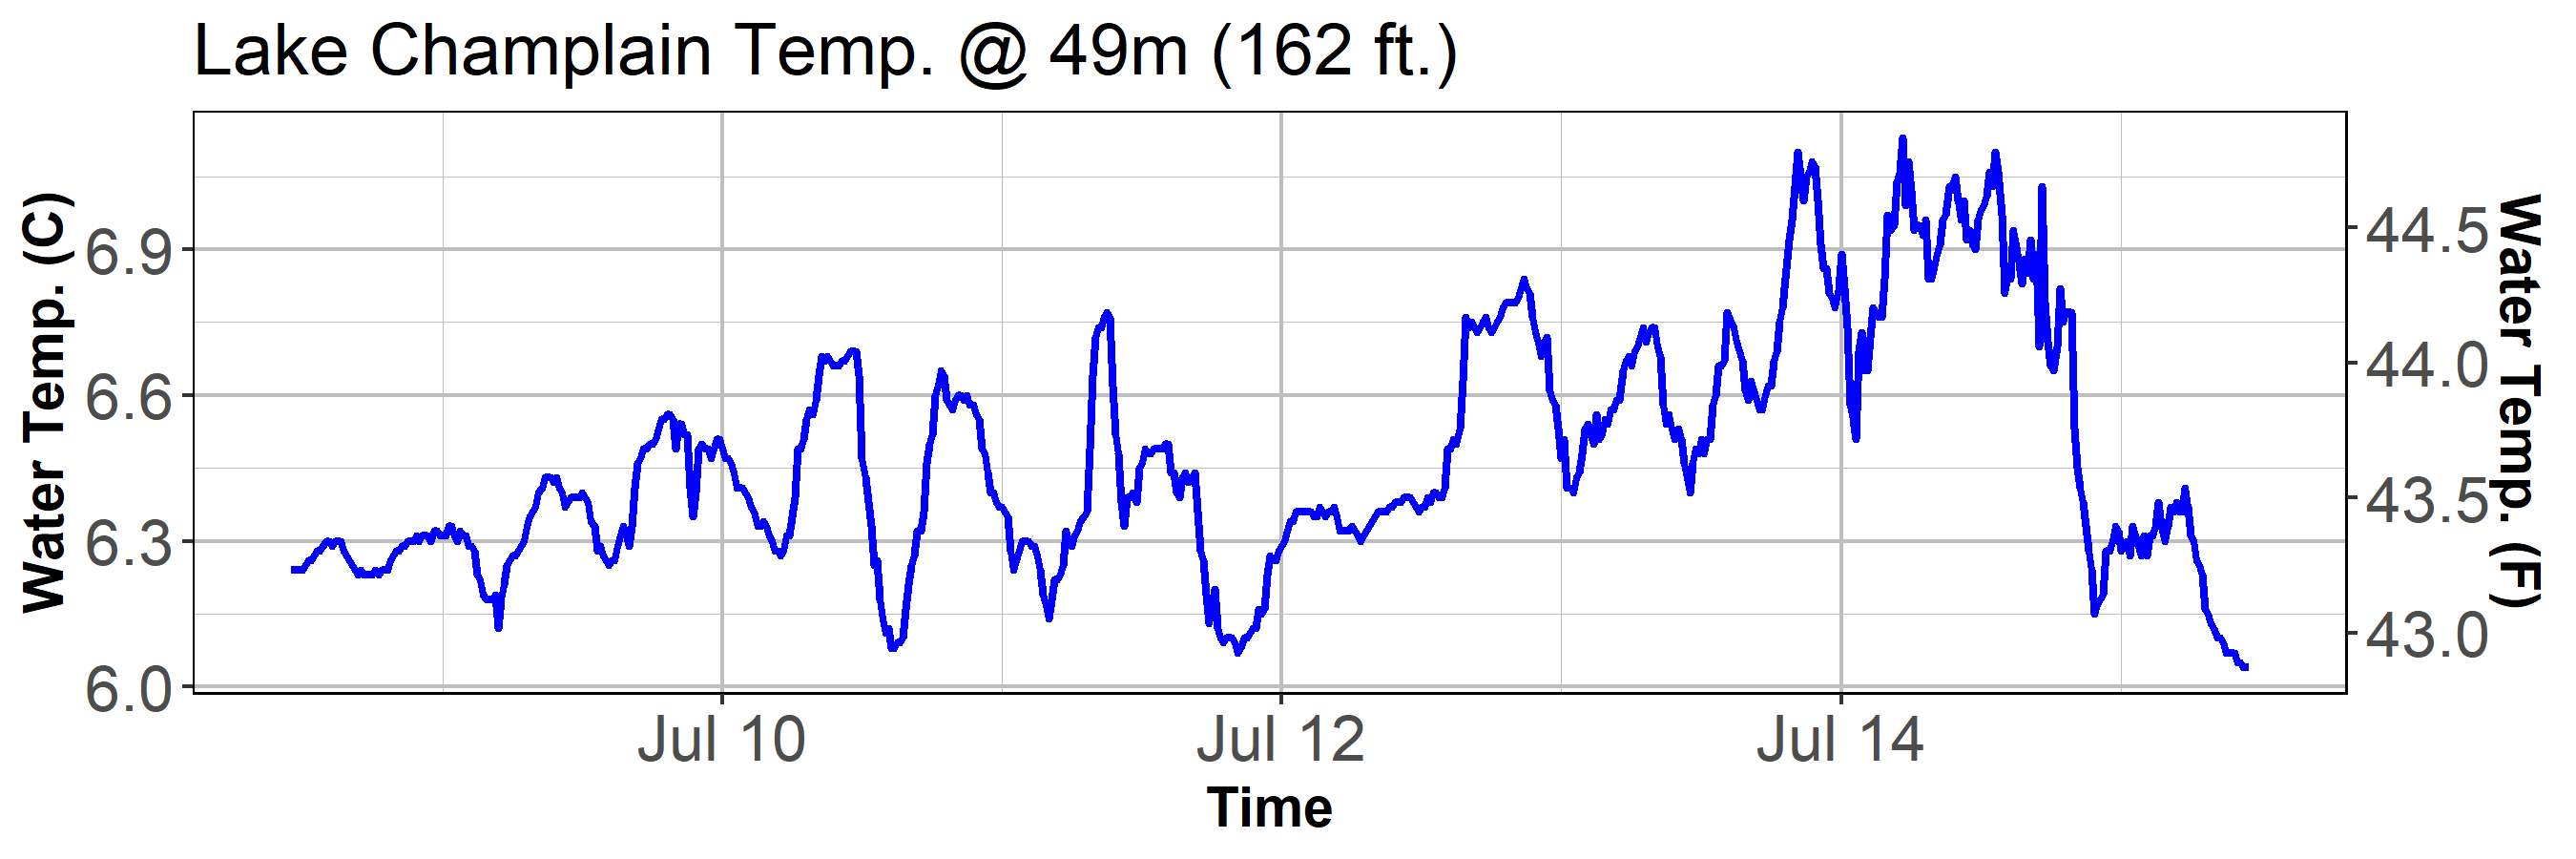 Lake Champlain Temp. @ 49m (162 ft.)
Water Temp. (C)
6.9
6.6
6.3
6.0
44.5
44.0
43.5
43.0
Water Temp. (F)
Jul 10
Jul 12
Jul 14
Time